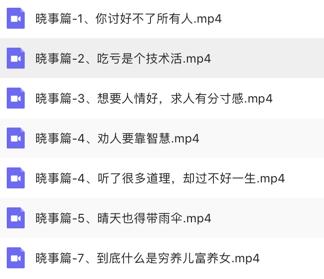 晓事篇-1、你讨好不了所有人.mp4
晓事篇-2、吃亏是个技术活.mp4
晓事篇-3、想要人情好，求人有分寸感.mp4
晓事篇-4、劝人要靠智慧.mp4
晓事篇-4、听了很多道理，却过不好一生.mp4
晓事篇-5、晴天也得带雨伞.mp4
晓事篇-7、到底什么是穷养儿富养女.mp4